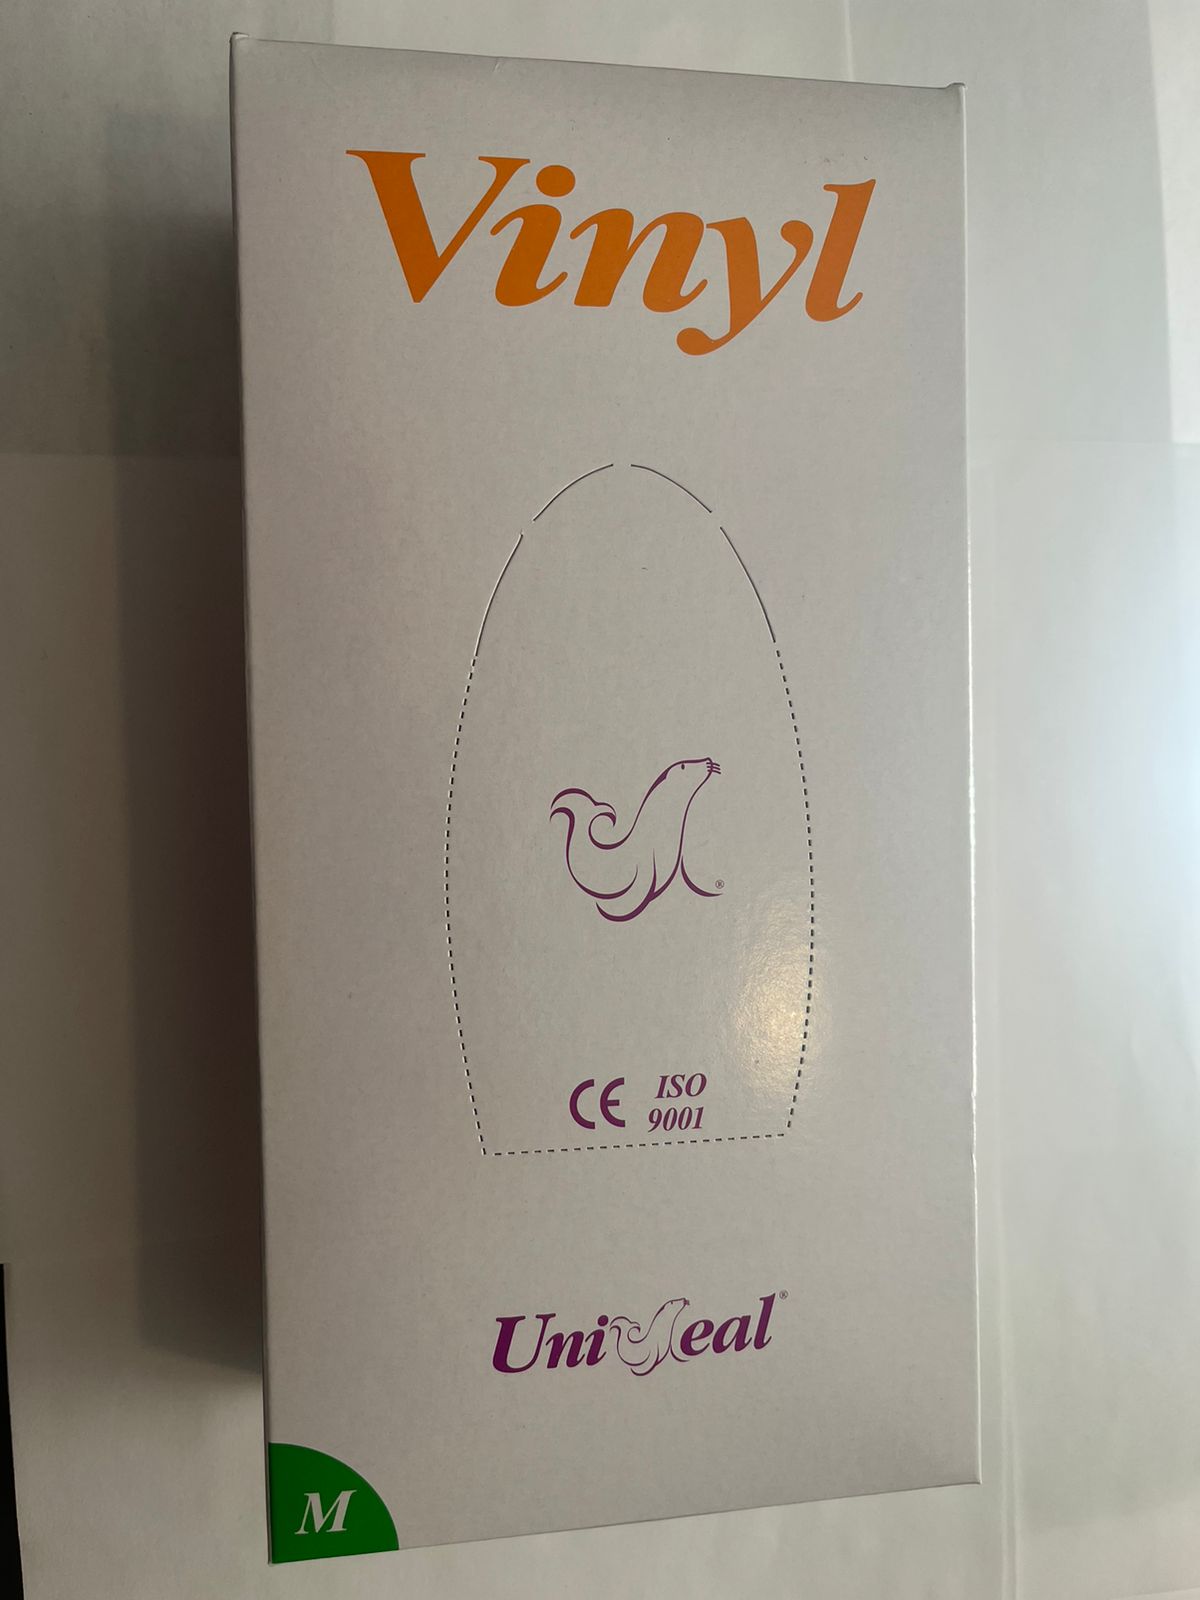 Vinyl
®
CE ISO
9001
UniSeal®
M